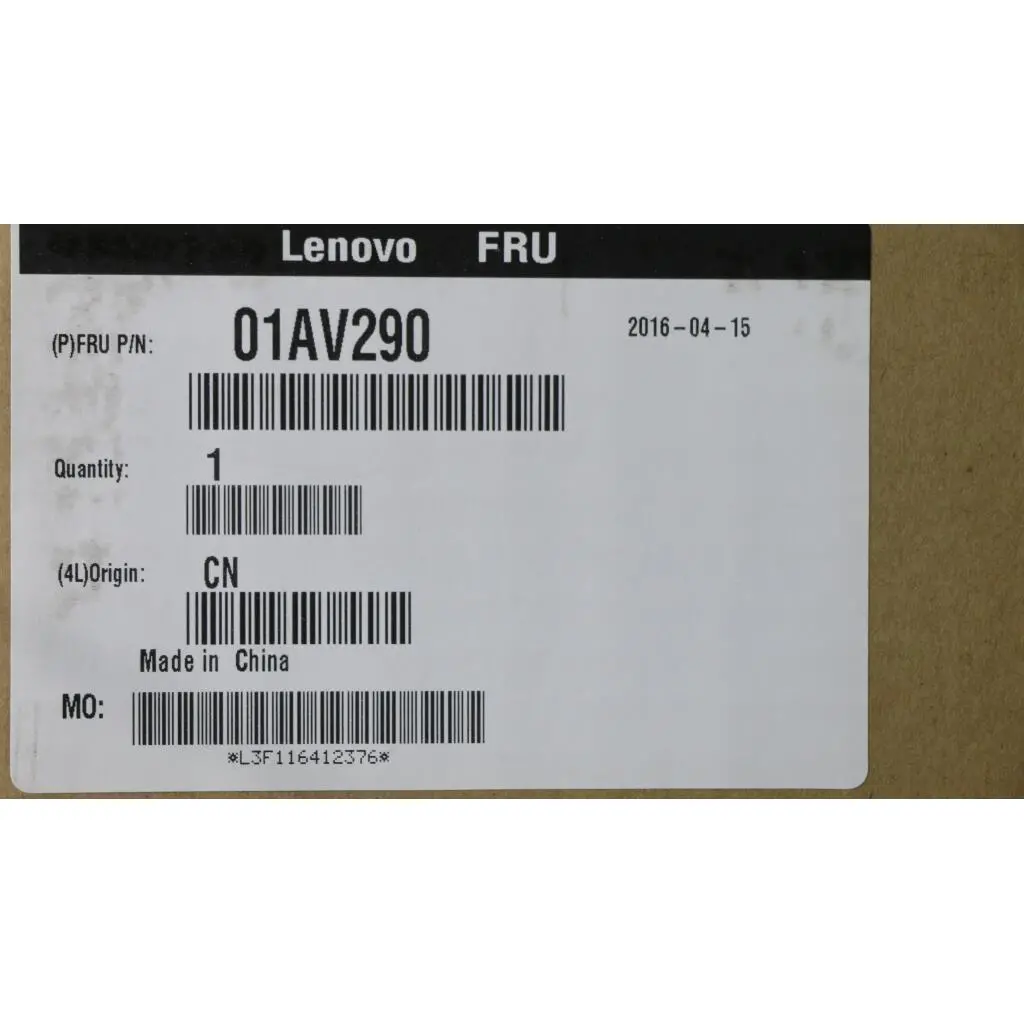 Lenovo FRU
(P)FRU P/N: 01AV290 2016-04-15
Quantity: 1
(4L)Origin: CN
Made in China
MO:
*L3F116412376*